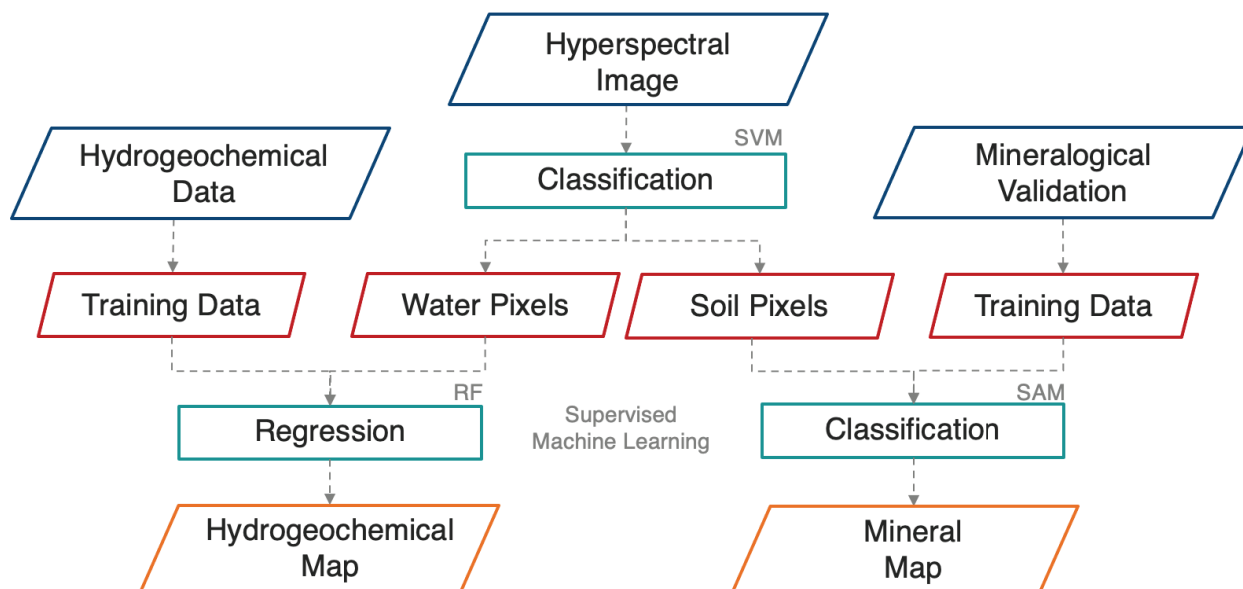 Hyperspectral
Image
SVM
Hydrogeochemical
Data
Classification
Mineralogical
Validation
Training Data
Water Pixels
Soil Pixels
Training Data
RF
SAM
Regression
Supervised
Machine Learning
Classification
Hydrogeochemical
Map
Mineral
Map